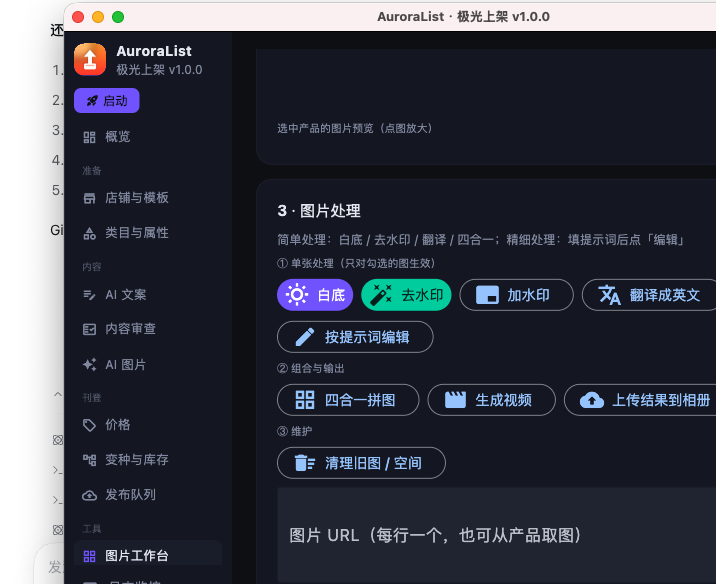 AuroraList · 极光上架 v1.0.0
还
1.
2.
3.
4.
5.
Gi
AuroraList
极光上架 v1.0.0
启动
概览
准备
店铺与模板
类目与属性
内容
AI 文案
内容审查
AI 图片
刊登
价格
变种与库存
发布队列
工具
图片工作台
选中产品的图片预览（点图放大）
3 · 图片处理
简单处理：白底 / 去水印 / 翻译 / 四合一；精细处理：填提示词后点「编辑」
① 单张处理（只对勾选的图生效）
白底
去水印
加水印
翻译成英文
按提示词编辑
② 组合与输出
四合一拼图
生成视频
上传结果到相册
③ 维护
清理旧图 / 空间
图片 URL（每行一个，也可从产品取图）